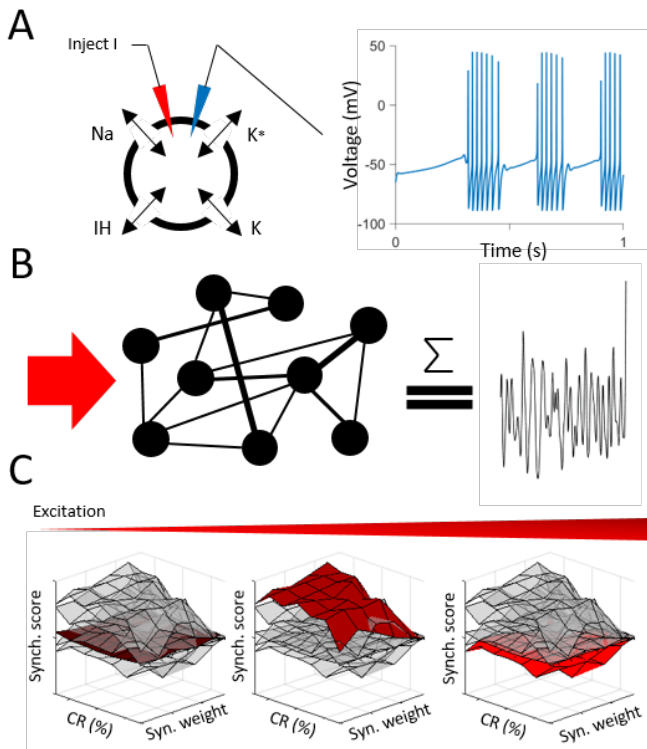 A
Inject I
Na
K*
IH
K
50
0
-50
-100
Voltage (mV)
0
1
Time (s)
B
Σ
C
Excitation
Synch. score
CR (%)
Syn. weight
Synch. score
CR (%)
Syn. weight
Synch. score
CR (%)
Syn. weight